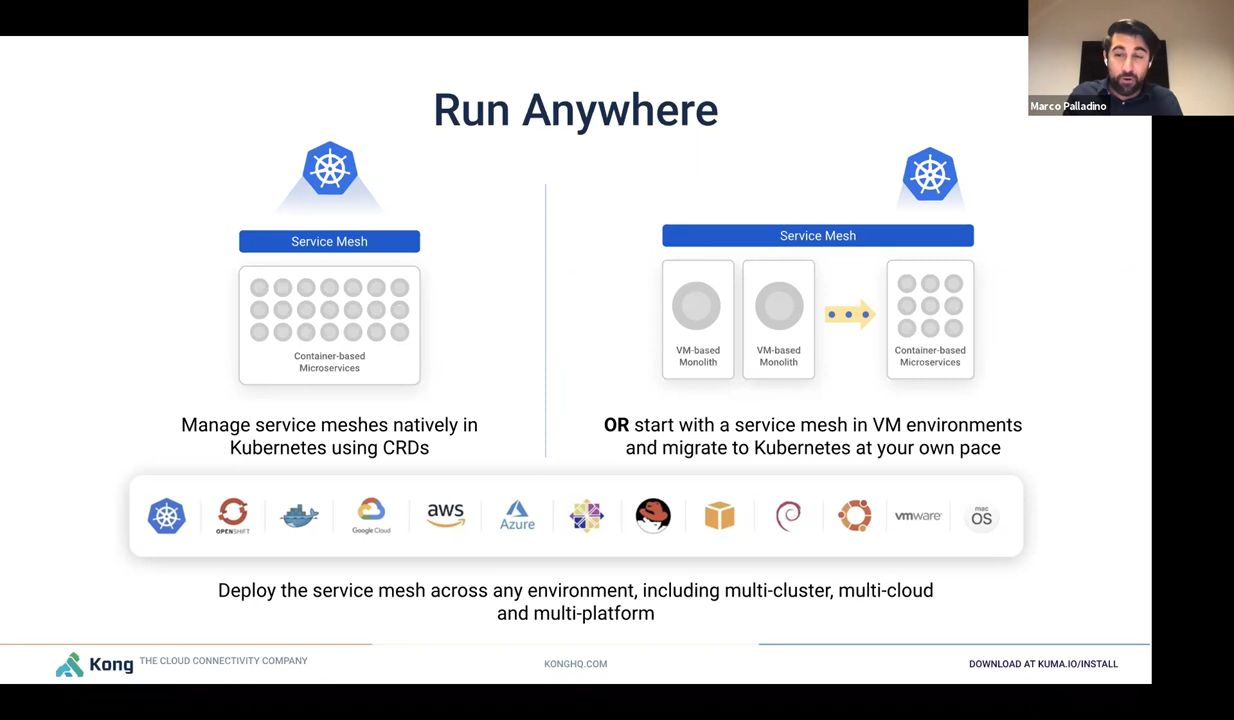 Marco Palladino
Run Anywhere
Service Mesh
Container-based
Microservices
Manage service meshes natively in
Kubernetes using CRDs
Service Mesh
VM-based
Monolith
VM-based
Monolith
Container-based
Microservices
OR start with a service mesh in VM environments
and migrate to Kubernetes at your own pace
OPENSHIFT
Google Cloud
aws
Azure
vmware
mac
OS
Deploy the service mesh across any environment, including multi-cluster, multi-cloud
and multi-platform
Kong
THE CLOUD CONNECTIVITY COMPANY
KONGHQ.COM
DOWNLOAD AT KUMA.IO/INSTALL